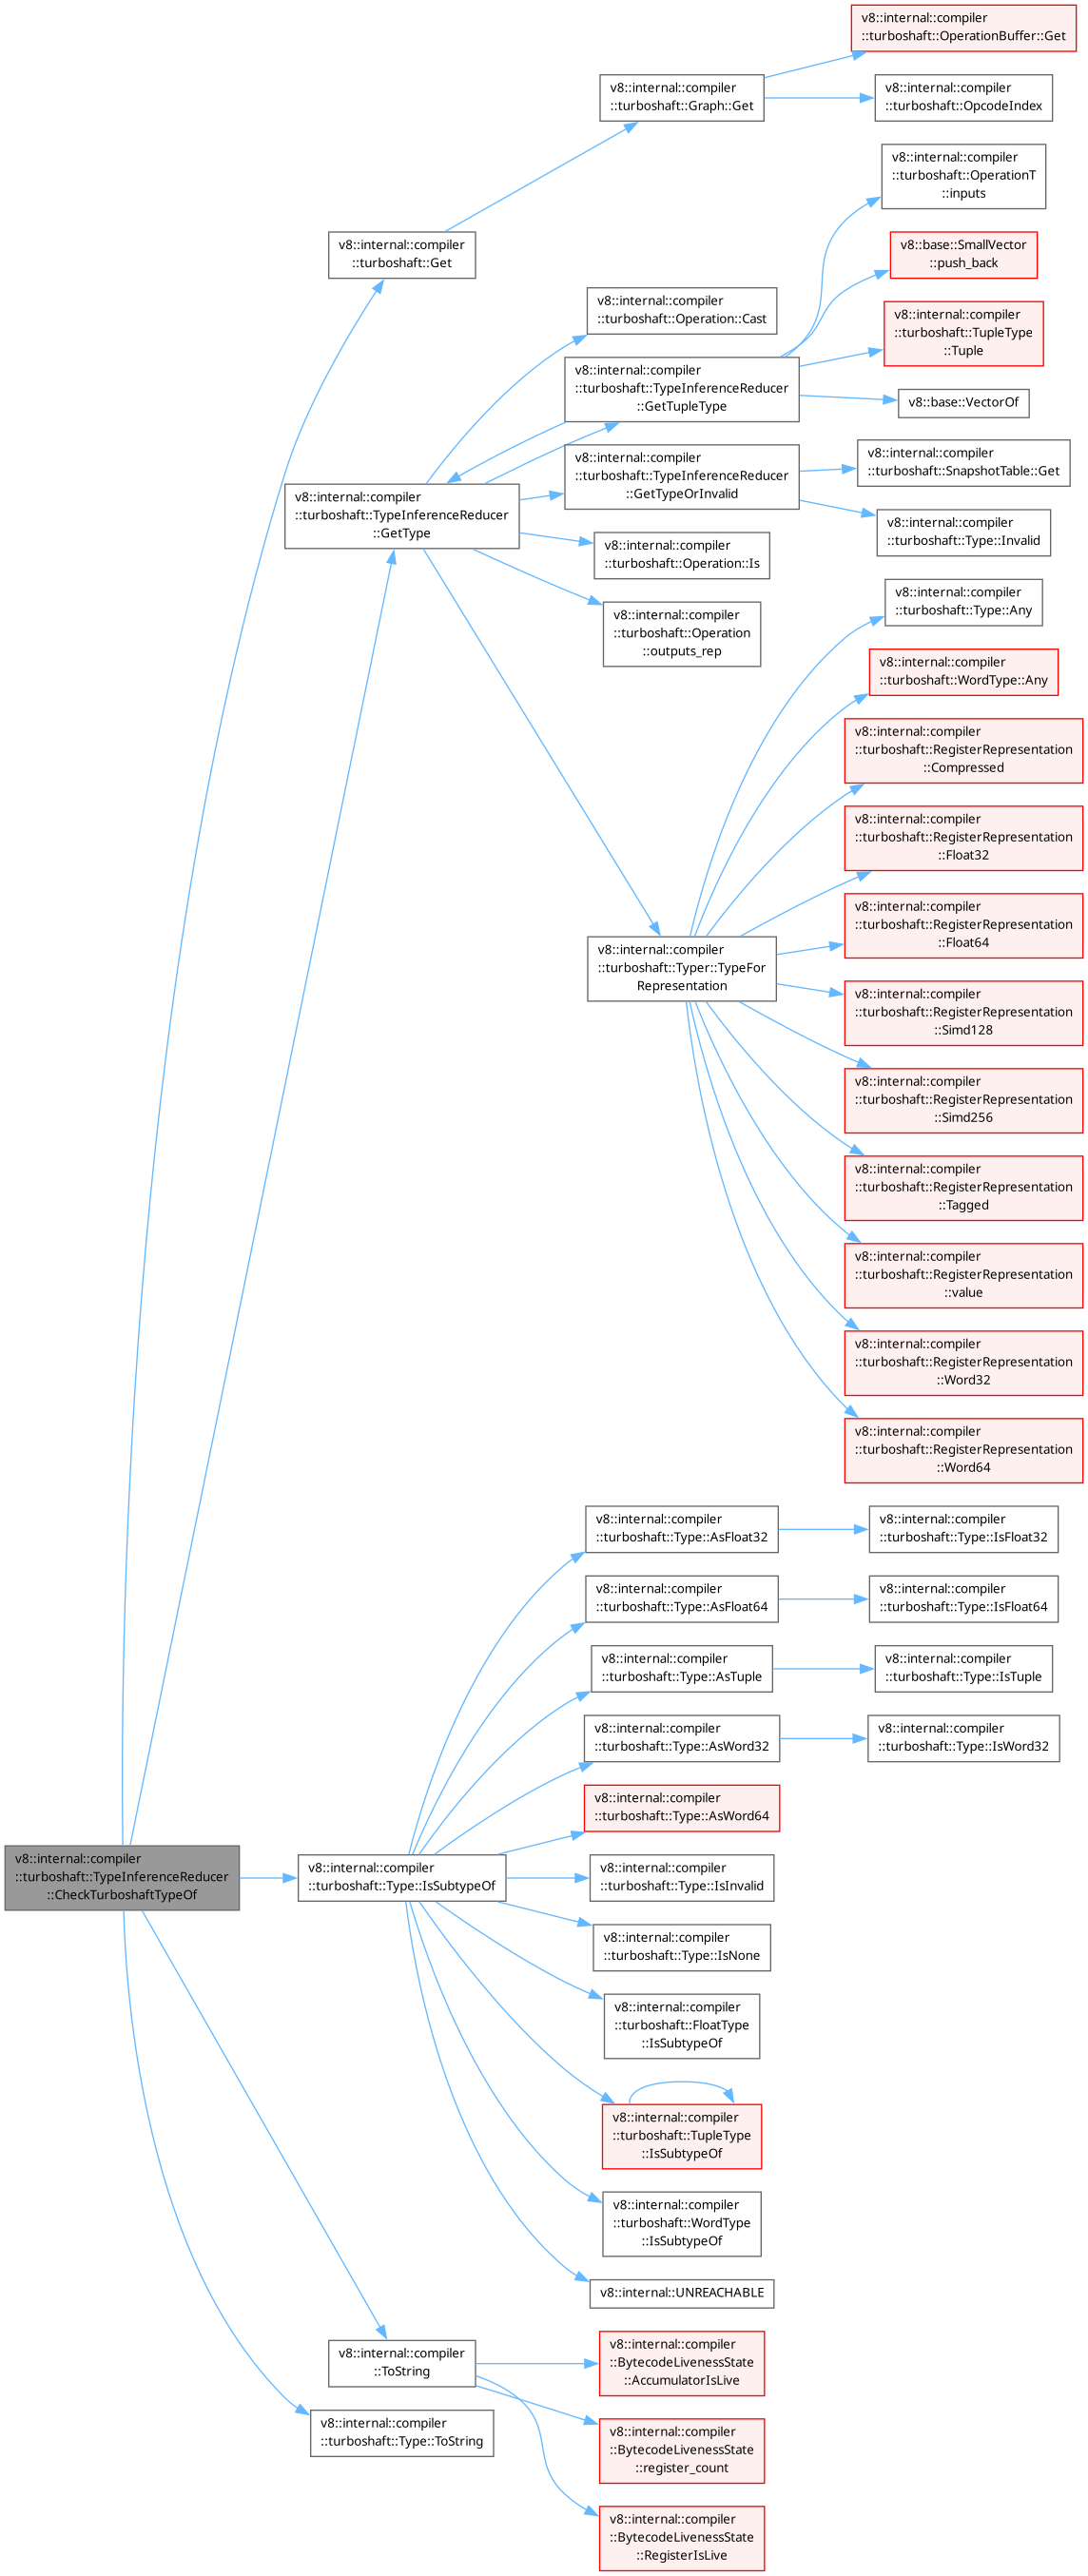 v8::internal::compiler
::turboshaft::OperationBuffer::Get
v8::internal::compiler
::turboshaft::Graph::Get
v8::internal::compiler
::turboshaft::OpcodeIndex
v8::internal::compiler
::turboshaft::OperationT
::inputs
v8::internal::compiler
::turboshaft::Get
v8::base::SmallVector
::push_back
v8::internal::compiler
::turboshaft::Operation::Cast
v8::internal::compiler
::turboshaft::TupleType
::Tuple
v8::internal::compiler
::turboshaft::TypeInferenceReducer
::GetTupleType
v8::base::VectorOf
v8::internal::compiler
::turboshaft::TypeInferenceReducer
::GetTypeOrInvalid
v8::internal::compiler
::turboshaft::SnapshotTable::Get
v8::internal::compiler
::turboshaft::TypeInferenceReducer
::GetType
v8::internal::compiler
::turboshaft::Type::Invalid
v8::internal::compiler
::turboshaft::Operation::Is
v8::internal::compiler
::turboshaft::Type::Any
v8::internal::compiler
::turboshaft::Operation
::outputs_rep
v8::internal::compiler
::turboshaft::WordType::Any
v8::internal::compiler
::turboshaft::RegisterRepresentation
::Compressed
v8::internal::compiler
::turboshaft::RegisterRepresentation
::Float32
v8::internal::compiler
::turboshaft::RegisterRepresentation
::Float64
v8::internal::compiler
::turboshaft::Typer::TypeFor
Representation
v8::internal::compiler
::turboshaft::RegisterRepresentation
::Simd128
v8::internal::compiler
::turboshaft::RegisterRepresentation
::Simd256
v8::internal::compiler
::turboshaft::RegisterRepresentation
::Tagged
v8::internal::compiler
::turboshaft::RegisterRepresentation
::value
v8::internal::compiler
::turboshaft::RegisterRepresentation
::Word32
v8::internal::compiler
::turboshaft::RegisterRepresentation
::Word64
v8::internal::compiler
::turboshaft::Type::AsFloat32
v8::internal::compiler
::turboshaft::Type::IsFloat32
v8::internal::compiler
::turboshaft::Type::AsFloat64
v8::internal::compiler
::turboshaft::Type::IsFloat64
v8::internal::compiler
::turboshaft::Type::AsTuple
v8::internal::compiler
::turboshaft::Type::IsTuple
v8::internal::compiler
::turboshaft::Type::AsWord32
v8::internal::compiler
::turboshaft::Type::IsWord32
v8::internal::compiler
::turboshaft::Type::AsWord64
v8::internal::compiler
::turboshaft::TypeInferenceReducer
::CheckTurboshaftTypeOf
v8::internal::compiler
::turboshaft::Type::IsSubtypeOf
v8::internal::compiler
::turboshaft::Type::IsInvalid
v8::internal::compiler
::turboshaft::Type::IsNone
v8::internal::compiler
::turboshaft::FloatType
::IsSubtypeOf
v8::internal::compiler
::turboshaft::TupleType
::IsSubtypeOf
v8::internal::compiler
::turboshaft::WordType
::IsSubtypeOf
v8::internal::UNREACHABLE
v8::internal::compiler
::ToString
v8::internal::compiler
::BytecodeLivenessState
::AccumulatorIsLive
v8::internal::compiler
::turboshaft::Type::ToString
v8::internal::compiler
::BytecodeLivenessState
::register_count
v8::internal::compiler
::BytecodeLivenessState
::RegisterIsLive